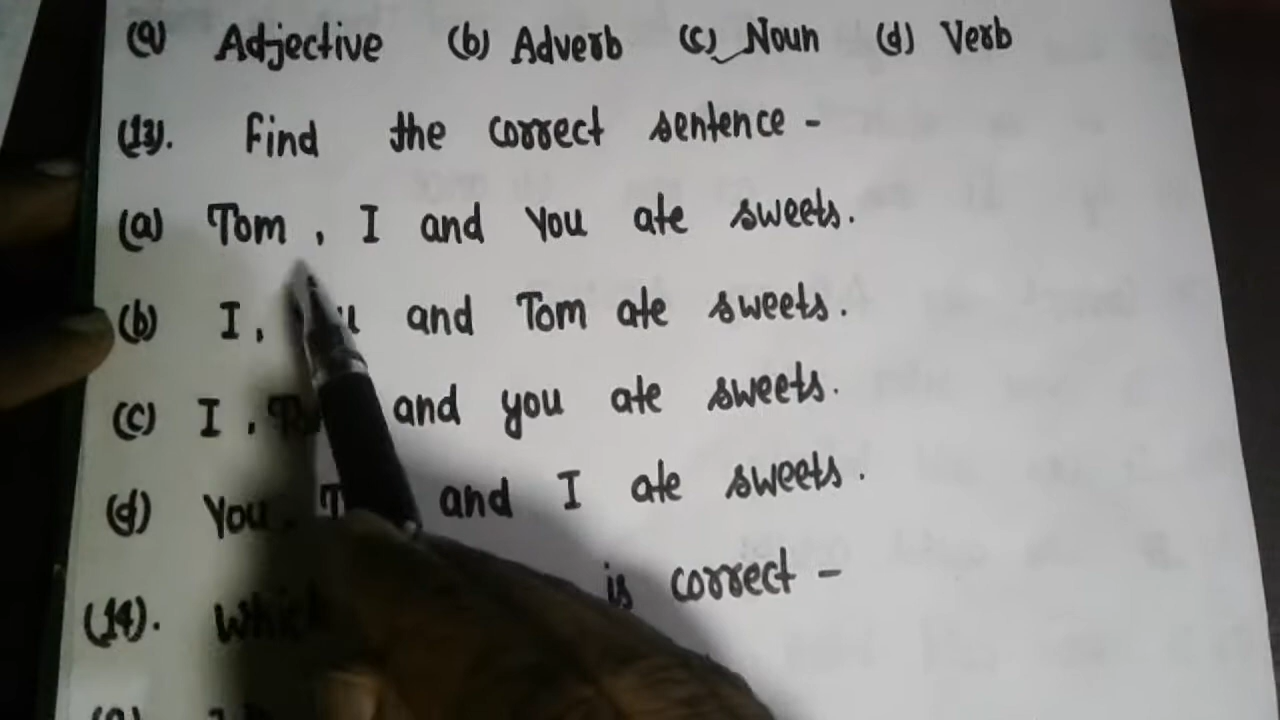 (a) Adjective (b) Adverb (c) Noun (d) Verb
(13). Find the correct sentence -
(a) Tom , I and You ate sweets.
(b) I, and Tom ate sweets.
(c) I , and you ate sweets.
(d) You, and I ate sweets.
(14). is correct -